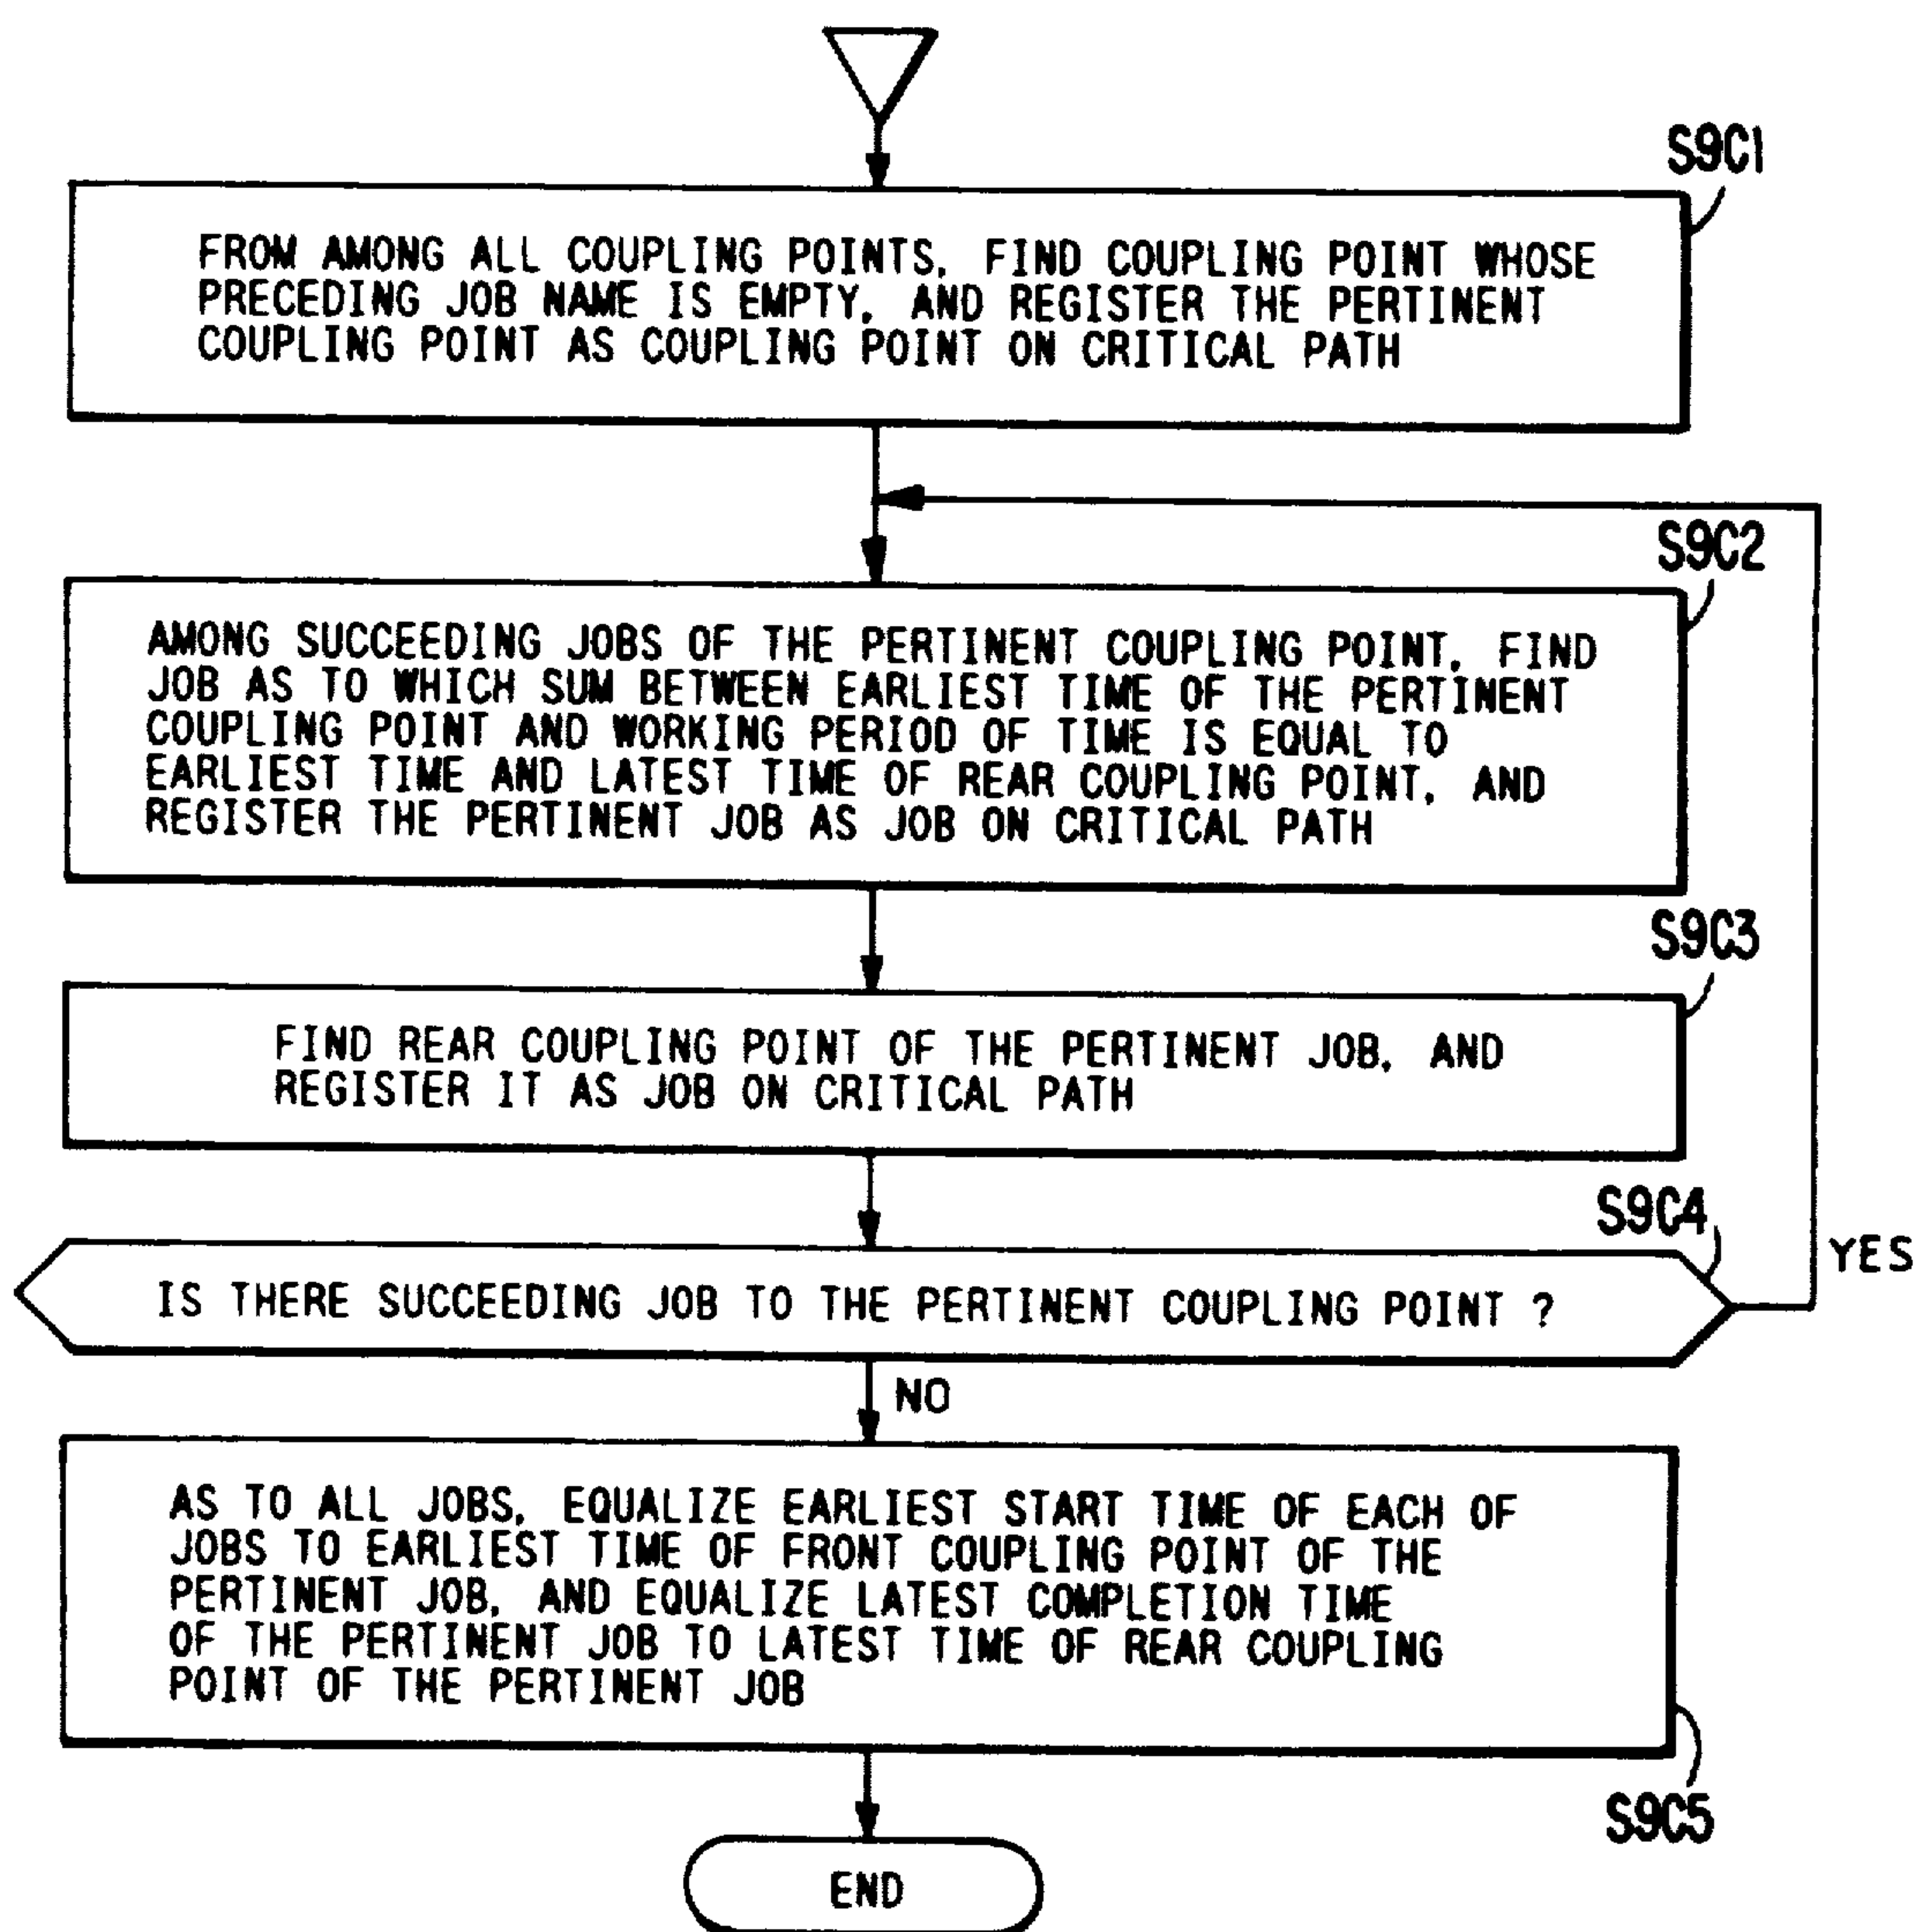 S9C1
FROM AMONG ALL COUPLING POINTS, FIND COUPLING POINT WHOSE
PRECEDING JOB NAME IS EMPTY, AND REGISTER THE PERTINENT
COUPLING POINT AS COUPLING POINT ON CRITICAL PATH
S9C2
AMONG SUCCEEDING JOBS OF THE PERTINENT COUPLING POINT, FIND
JOB AS TO WHICH SUM BETWEEN EARLIEST TIME OF THE PERTINENT
COUPLING POINT AND WORKING PERIOD OF TIME IS EQUAL TO
EARLIEST TIME AND LATEST TIME OF REAR COUPLING POINT, AND
REGISTER THE PERTINENT JOB AS JOB ON CRITICAL PATH
S9C3
FIND REAR COUPLING POINT OF THE PERTINENT JOB, AND
REGISTER IT AS JOB ON CRITICAL PATH
S9C4
YES
IS THERE SUCCEEDING JOB TO THE PERTINENT COUPLING POINT ?
NO
AS TO ALL JOBS, EQUALIZE EARLIEST START TIME OF EACH OF
JOBS TO EARLIEST TIME OF FRONT COUPLING POINT OF THE
PERTINENT JOB, AND EQUALIZE LATEST COMPLETION TIME
OF THE PERTINENT JOB TO LATEST TIME OF REAR COUPLING
POINT OF THE PERTINENT JOB
S9C5
END